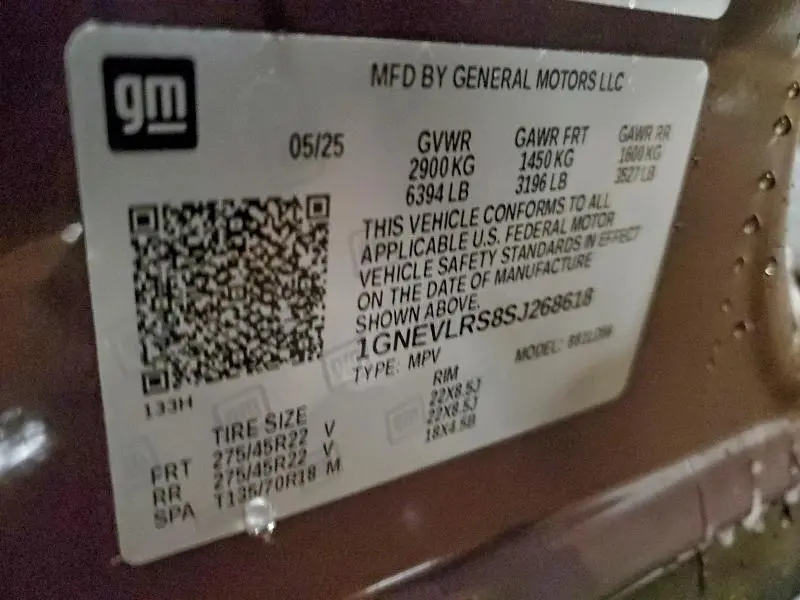 gm
MFD BY GENERAL MOTORS LLC
05/25
GVWR GAWR FRT GAWR RR
2900 KG 1450 KG 1600 KG
6394 LB 3196 LB 3527 LB
THIS VEHICLE CONFORMS TO ALL
APPLICABLE U.S. FEDERAL MOTOR
VEHICLE SAFETY STANDARDS IN EFFECT
ON THE DATE OF MANUFACTURE
SHOWN ABOVE.
1GNEVLRS8SJ268618
TYPE: MPV MODEL:
133H
TIRE SIZE RIM
FRT 275/45R22 V 22X8.5J
RR 275/45R22 V 22X8.5J
SPA T135/70R18 M 18X4.5B